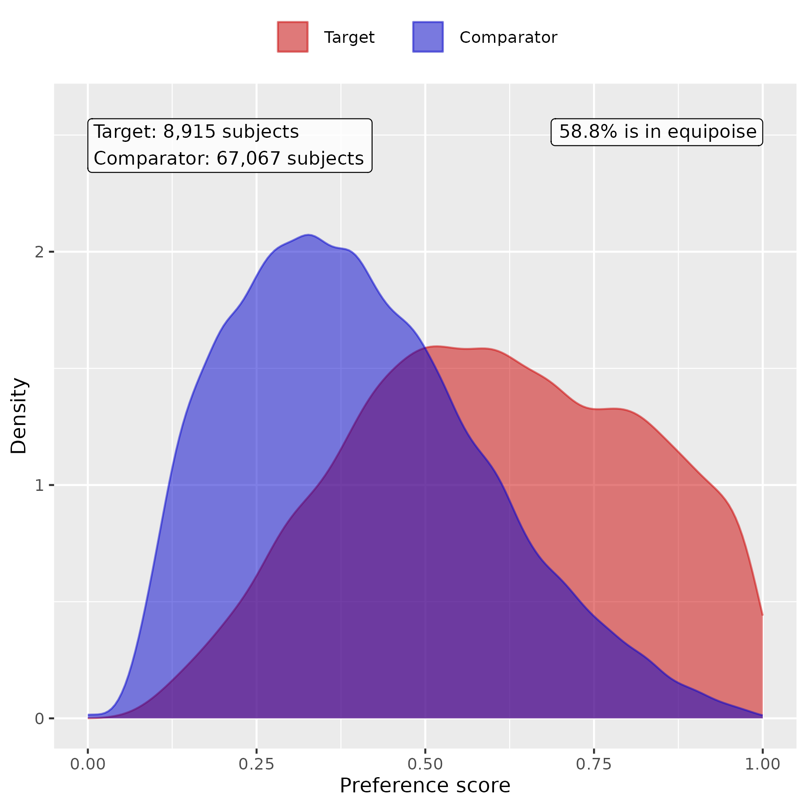 Target
Comparator
Target: 8,915 subjects
Comparator: 67,067 subjects
58.8% is in equipoise
Density
2
1
0
0.00
0.25
0.50
0.75
1.00
Preference score